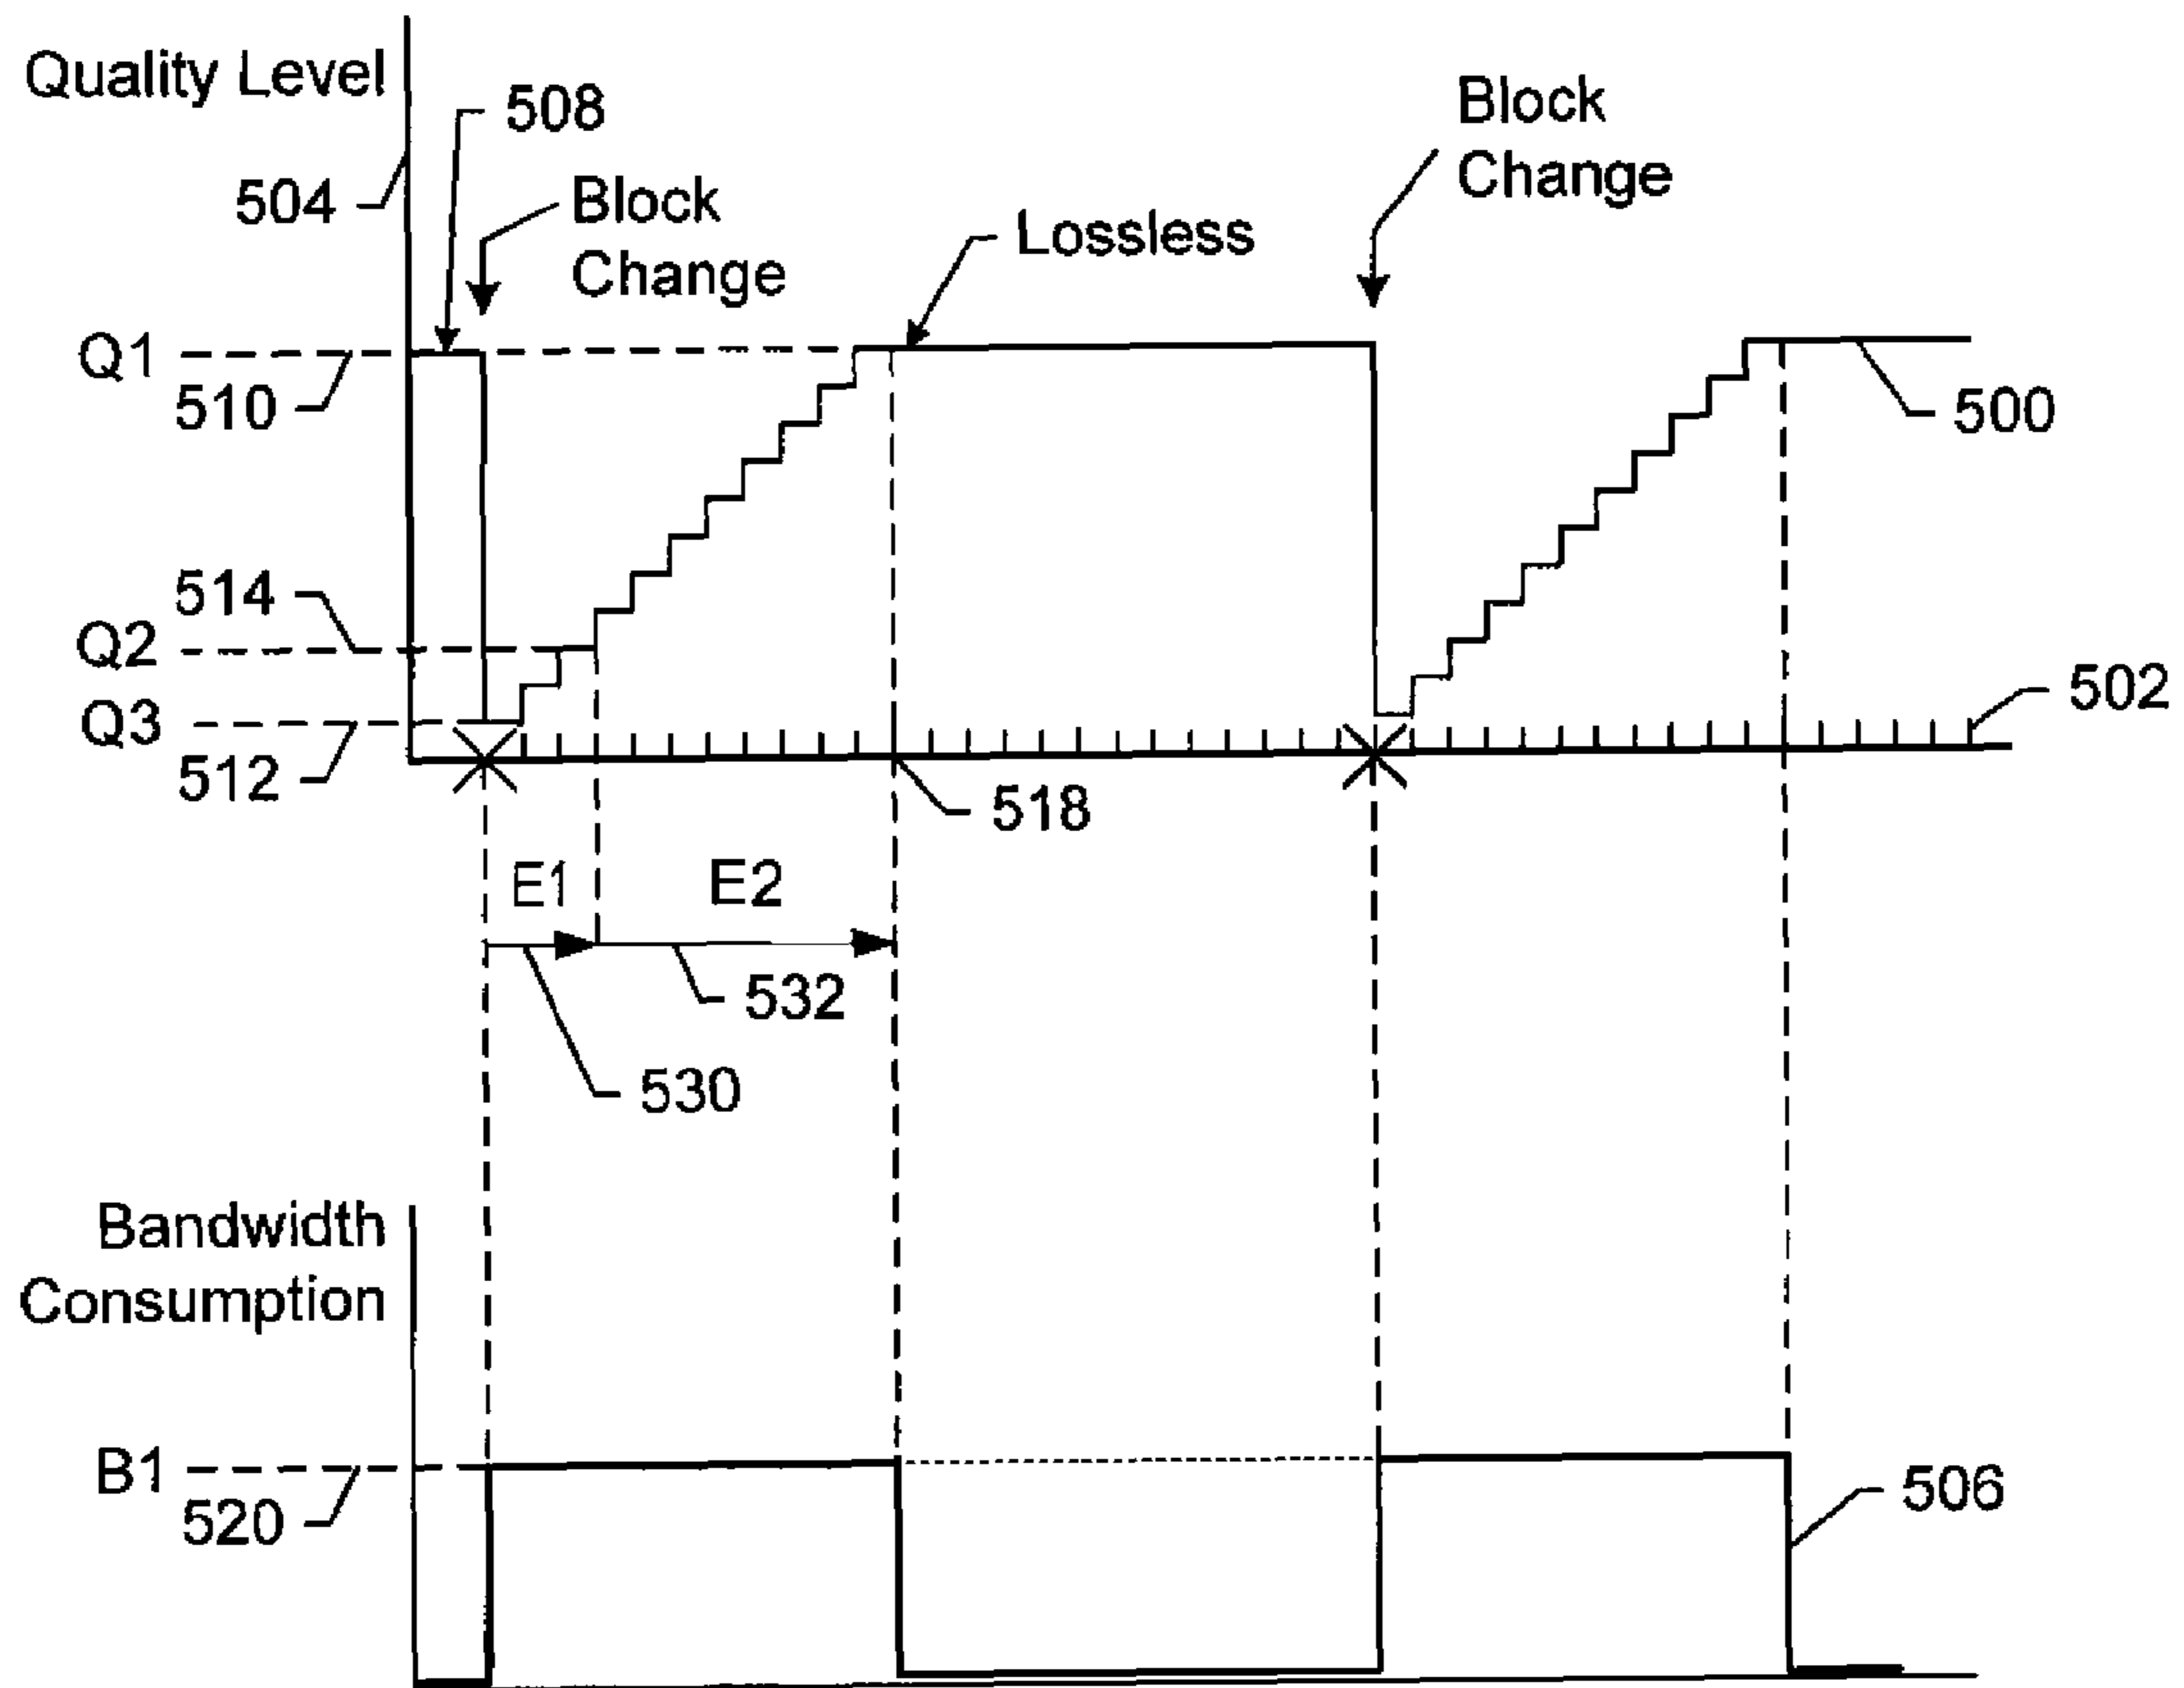 Quality Level
508
Block
Change
504
Block
Change
Lossless
Q1
510
500
514
Q2
Q3
512
502
518
E1
E2
532
530
Bandwidth
Consumption
B1
520
506